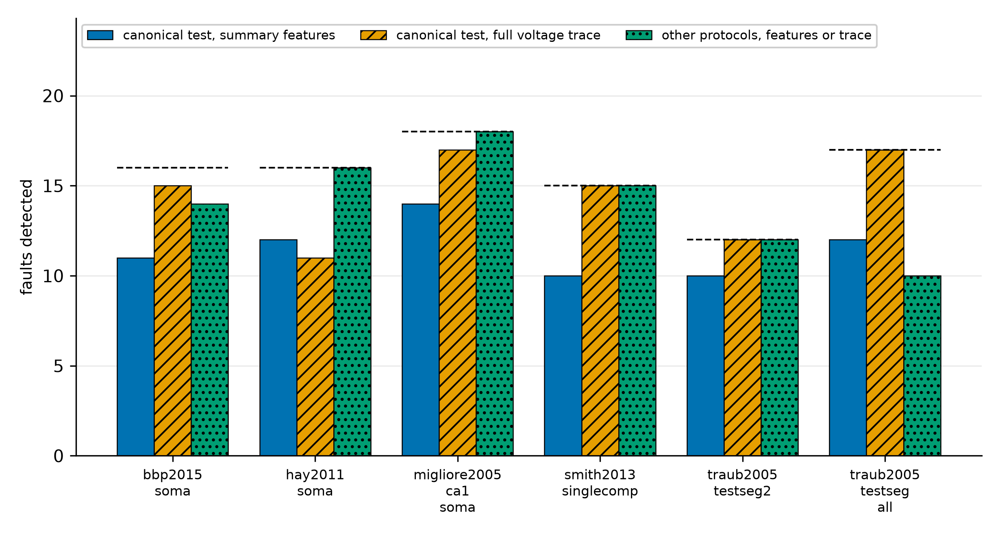 canonical test, summary features
canonical test, full voltage trace
other protocols, features or trace
faults detected
20
15
10
5
0
bbp2015
soma
hay2011
soma
migliore2005
ca1
soma
smith2013
singlecomp
traub2005
testseg2
traub2005
testseg
all